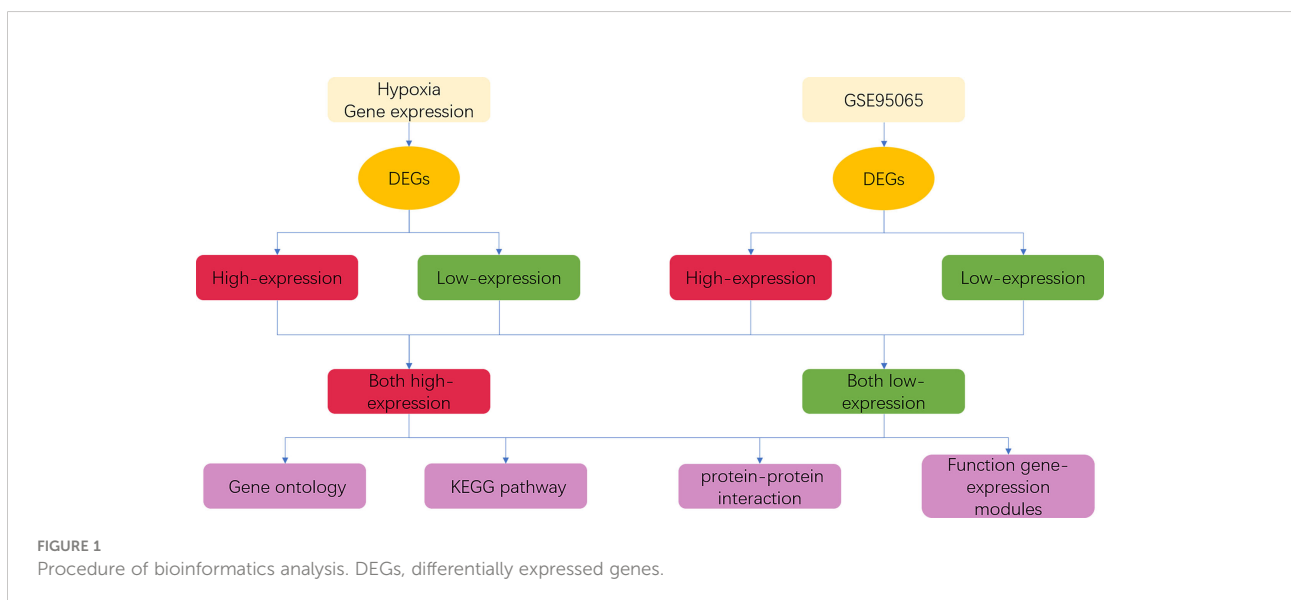 Hypoxia
Gene expression
GSE95065
DEGs
DEGs
High-expression
Low-expression
High-expression
Low-expression
Both high-
expression
Both low-
expression
Gene ontology
KEGG pathway
protein-protein
interaction
Function gene-
expression
modules
FIGURE 1
Procedure of bioinformatics analysis. DEGs, differentially expressed genes.